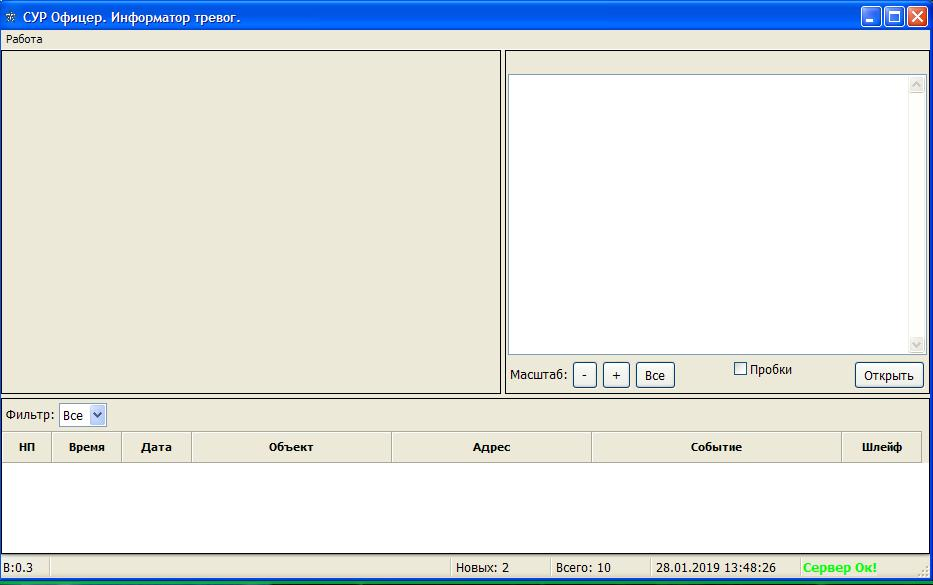 СУР Офицер. Информатор тревог.
Работа
Масштаб: - + Все Пробки Открыть
Фильтр: Все
НП Время Дата Объект Адрес Событие Шлейф
В:0.3 Новых: 2 Всего: 10 28.01.2019 13:48:26 Сервер Ок!